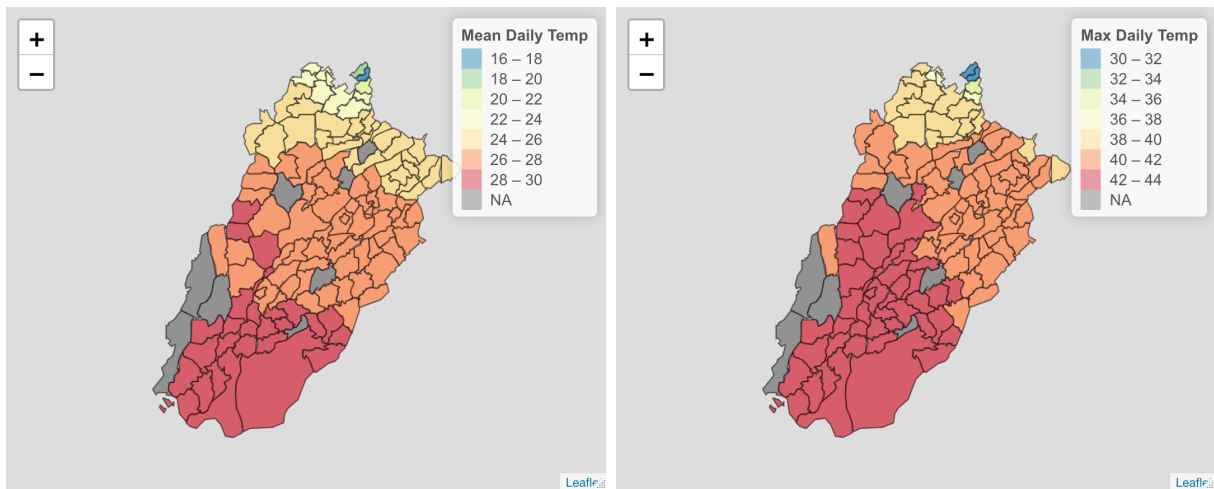 +
−
Mean Daily Temp
16 – 18
18 – 20
20 – 22
22 – 24
24 – 26
26 – 28
28 – 30
NA
+
−
Max Daily Temp
30 – 32
32 – 34
34 – 36
36 – 38
38 – 40
40 – 42
42 – 44
NA